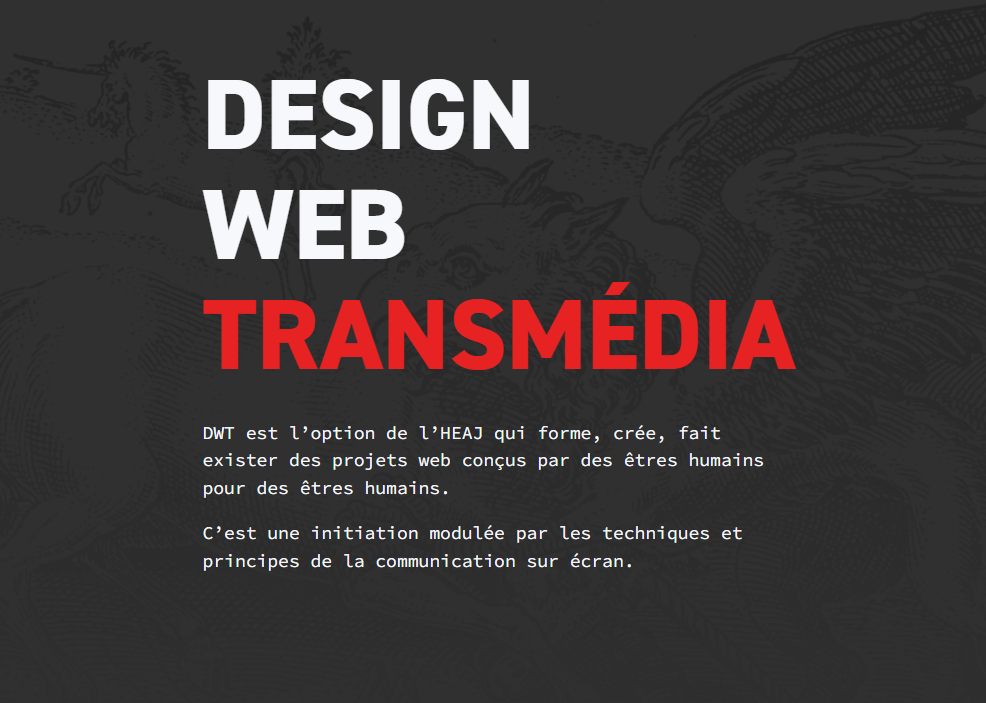 DESIGN
WEB
TRANSMÉDIA
DWT est l’option de l’HEAJ qui forme, crée, fait
exister des projets web conçus par des êtres humains
pour des êtres humains.
C’est une initiation modulée par les techniques et
principes de la communication sur écran.